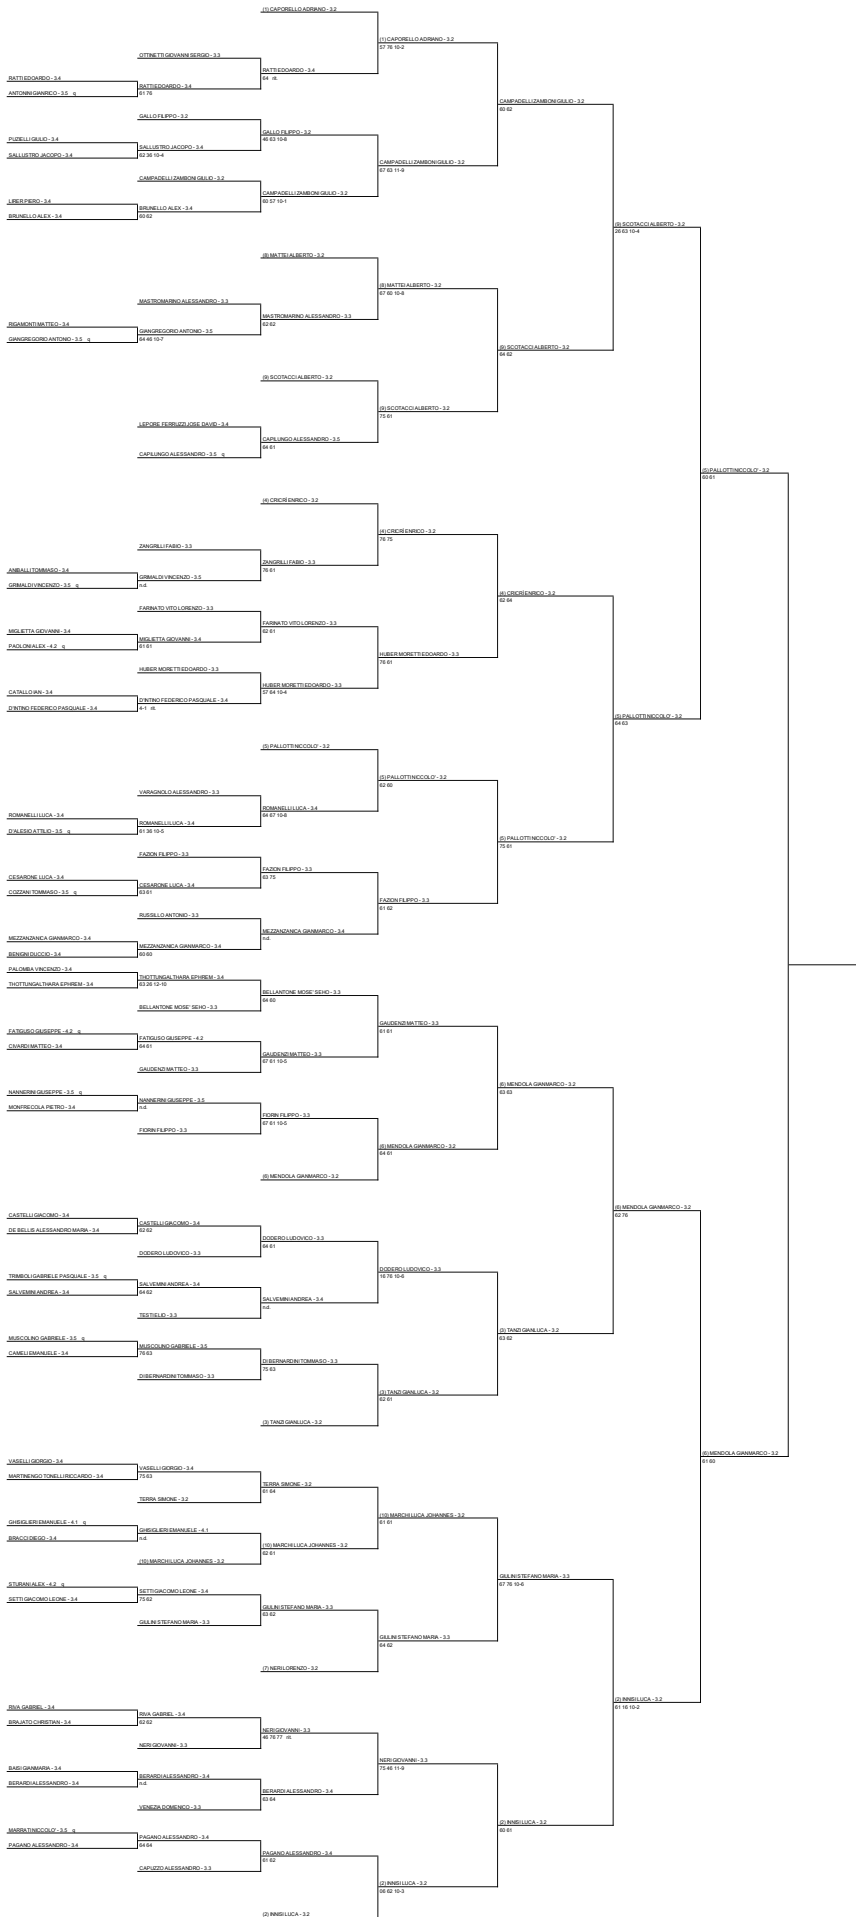 (1) CAPORELLO ADRIANO - 3.2
(1) CAPORELLO ADRIANO - 3.2
57 76 10-2
OTTINETTI GIOVANNI SERGIO - 3.3
RATTI EDOARDO - 3.4
64 rit.
RATTI EDOARDO - 3.4
RATTI EDOARDO - 3.4
61 76
ANTONINI GIANRICO - 3.5 q
CAMPADELLI ZAMBONI GIULIO - 3.2
60 62
GALLO FILIPPO - 3.2
GALLO FILIPPO - 3.2
46 63 10-8
PUZIELLI GIULIO - 3.4
SALLUSTRO JACOPO - 3.4
62 36 10-4
SALLUSTRO JACOPO - 3.4
CAMPADELLI ZAMBONI GIULIO - 3.2
67 63 11-9
CAMPADELLI ZAMBONI GIULIO - 3.2
CAMPADELLI ZAMBONI GIULIO - 3.2
60 57 10-1
LIRER PIERO - 3.4
BRUNELLO ALEX - 3.4
60 62
BRUNELLO ALEX - 3.4
(9) SCOTACCI ALBERTO - 3.2
26 63 10-4
(8) MATTEI ALBERTO - 3.2
(8) MATTEI ALBERTO - 3.2
67 60 10-8
MASTROMARINO ALESSANDRO - 3.3
MASTROMARINO ALESSANDRO - 3.3
62 62
RIGAMONTI MATTEO - 3.4
GIANGREGORIO ANTONIO - 3.5
64 46 10-7
GIANGREGORIO ANTONIO - 3.5 q
(9) SCOTACCI ALBERTO - 3.2
64 62
(9) SCOTACCI ALBERTO - 3.2
(9) SCOTACCI ALBERTO - 3.2
75 61
LEPORE FERRUZZI JOSE DAVID - 3.4
CAPILUNGO ALESSANDRO - 3.5
64 61
CAPILUNGO ALESSANDRO - 3.5 q
(5) PALLOTTI NICCOLO' - 3.2
60 61
(4) CRICRÌ ENRICO - 3.2
(4) CRICRÌ ENRICO - 3.2
76 75
ZANGRILLI FABIO - 3.3
ZANGRILLI FABIO - 3.3
76 61
ANIBALLI TOMMASO - 3.4
GRIMALDI VINCENZO - 3.5
n.d.
GRIMALDI VINCENZO - 3.5 q
(4) CRICRÌ ENRICO - 3.2
62 64
FARINATO VITO LORENZO - 3.3
FARINATO VITO LORENZO - 3.3
62 61
MIGLIETTA GIOVANNI - 3.4
MIGLIETTA GIOVANNI - 3.4
61 61
PAOLONI ALEX - 4.2 q
HUBER MORETTI EDOARDO - 3.3
76 61
HUBER MORETTI EDOARDO - 3.3
HUBER MORETTI EDOARDO - 3.3
57 64 10-4
CATALLO IAN - 3.4
D'INTINO FEDERICO PASQUALE - 3.4
4-1 rit.
D'INTINO FEDERICO PASQUALE - 3.4
(5) PALLOTTI NICCOLO' - 3.2
64 63
(5) PALLOTTI NICCOLO' - 3.2
(5) PALLOTTI NICCOLO' - 3.2
62 60
VARAGNOLO ALESSANDRO - 3.3
ROMANELLI LUCA - 3.4
64 67 10-8
ROMANELLI LUCA - 3.4
ROMANELLI LUCA - 3.4
61 36 10-5
D'ALESIO ATTILIO - 3.5 q
(5) PALLOTTI NICCOLO' - 3.2
75 61
FAZION FILIPPO - 3.3
FAZION FILIPPO - 3.3
63 75
CESARONE LUCA - 3.4
CESARONE LUCA - 3.4
63 61
COZZANI TOMMASO - 3.5 q
FAZION FILIPPO - 3.3
61 62
RUSSILLO ANTONIO - 3.3
MEZZANZANICA GIANMARCO - 3.4
n.d.
MEZZANZANICA GIANMARCO - 3.4
MEZZANZANICA GIANMARCO - 3.4
60 60
BENIGNI DUCCIO - 3.4
PALOMBA VINCENZO - 3.4
THOTTUNGALTHARA EPHREM - 3.4
63 26 12-10
THOTTUNGALTHARA EPHREM - 3.4
BELLANTONE MOSE' SEHO - 3.3
64 60
BELLANTONE MOSE' SEHO - 3.3
GAUDENZI MATTEO - 3.3
61 61
FATIGUSO GIUSEPPE - 4.2 q
FATIGUSO GIUSEPPE - 4.2
64 61
CIVARDI MATTEO - 3.4
GAUDENZI MATTEO - 3.3
67 61 10-5
GAUDENZI MATTEO - 3.3
(6) MENDOLA GIANMARCO - 3.2
63 63
NANNERINI GIUSEPPE - 3.5 q
NANNERINI GIUSEPPE - 3.5
n.d.
MONFRECOLA PIETRO - 3.4
FIORIN FILIPPO - 3.3
67 61 10-5
FIORIN FILIPPO - 3.3
(6) MENDOLA GIANMARCO - 3.2
64 61
(6) MENDOLA GIANMARCO - 3.2
(6) MENDOLA GIANMARCO - 3.2
62 76
CASTELLI GIACOMO - 3.4
CASTELLI GIACOMO - 3.4
62 62
DE BELLIS ALESSANDRO MARIA - 3.4
DODERO LUDOVICO - 3.3
64 61
DODERO LUDOVICO - 3.3
DODERO LUDOVICO - 3.3
16 76 10-6
TRIMBOLI GABRIELE PASQUALE - 3.5 q
SALVEMINI ANDREA - 3.4
64 62
SALVEMINI ANDREA - 3.4
SALVEMINI ANDREA - 3.4
n.d.
TESTI ELIO - 3.3
(3) TANZI GIANLUCA - 3.2
63 62
MUSCOLINO GABRIELE - 3.5 q
MUSCOLINO GABRIELE - 3.5
76 63
CAMELI EMANUELE - 3.4
DI BERNARDINI TOMMASO - 3.3
75 63
DI BERNARDINI TOMMASO - 3.3
(3) TANZI GIANLUCA - 3.2
62 61
(3) TANZI GIANLUCA - 3.2
(6) MENDOLA GIANMARCO - 3.2
61 60
VASELLI GIORGIO - 3.4
VASELLI GIORGIO - 3.4
75 63
MARTINENGO TONELLI RICCARDO - 3.4
TERRA SIMONE - 3.2
61 64
TERRA SIMONE - 3.2
(10) MARCHI LUCA JOHANNES - 3.2
61 61
GHISIGLIERI EMANUELE - 4.1 q
GHISIGLIERI EMANUELE - 4.1
n.d.
BRACCI DIEGO - 3.4
(10) MARCHI LUCA JOHANNES - 3.2
62 61
(10) MARCHI LUCA JOHANNES - 3.2
GIULINI STEFANO MARIA - 3.3
67 76 10-6
STURANI ALEX - 4.2 q
SETTI GIACOMO LEONE - 3.4
75 62
SETTI GIACOMO LEONE - 3.4
GIULINI STEFANO MARIA - 3.3
63 62
GIULINI STEFANO MARIA - 3.3
GIULINI STEFANO MARIA - 3.3
64 62
(7) NERI LORENZO - 3.2
(2) INNISI LUCA - 3.2
61 16 10-2
RIVA GABRIEL - 3.4
RIVA GABRIEL - 3.4
62 62
BRAJATO CHRISTIAN - 3.4
NERI GIOVANNI - 3.3
46 76 77 rit.
NERI GIOVANNI - 3.3
NERI GIOVANNI - 3.3
75 46 11-9
BAISI GIANMARIA - 3.4
BERARDI ALESSANDRO - 3.4
n.d.
BERARDI ALESSANDRO - 3.4
BERARDI ALESSANDRO - 3.4
63 64
VENEZIA DOMENICO - 3.3
(2) INNISI LUCA - 3.2
60 61
MARRATI NICCOLO' - 3.5 q
PAGANO ALESSANDRO - 3.4
64 64
PAGANO ALESSANDRO - 3.4
PAGANO ALESSANDRO - 3.4
61 62
CAPUZZO ALESSANDRO - 3.3
(2) INNISI LUCA - 3.2
06 62 10-3
(2) INNISI LUCA - 3.2